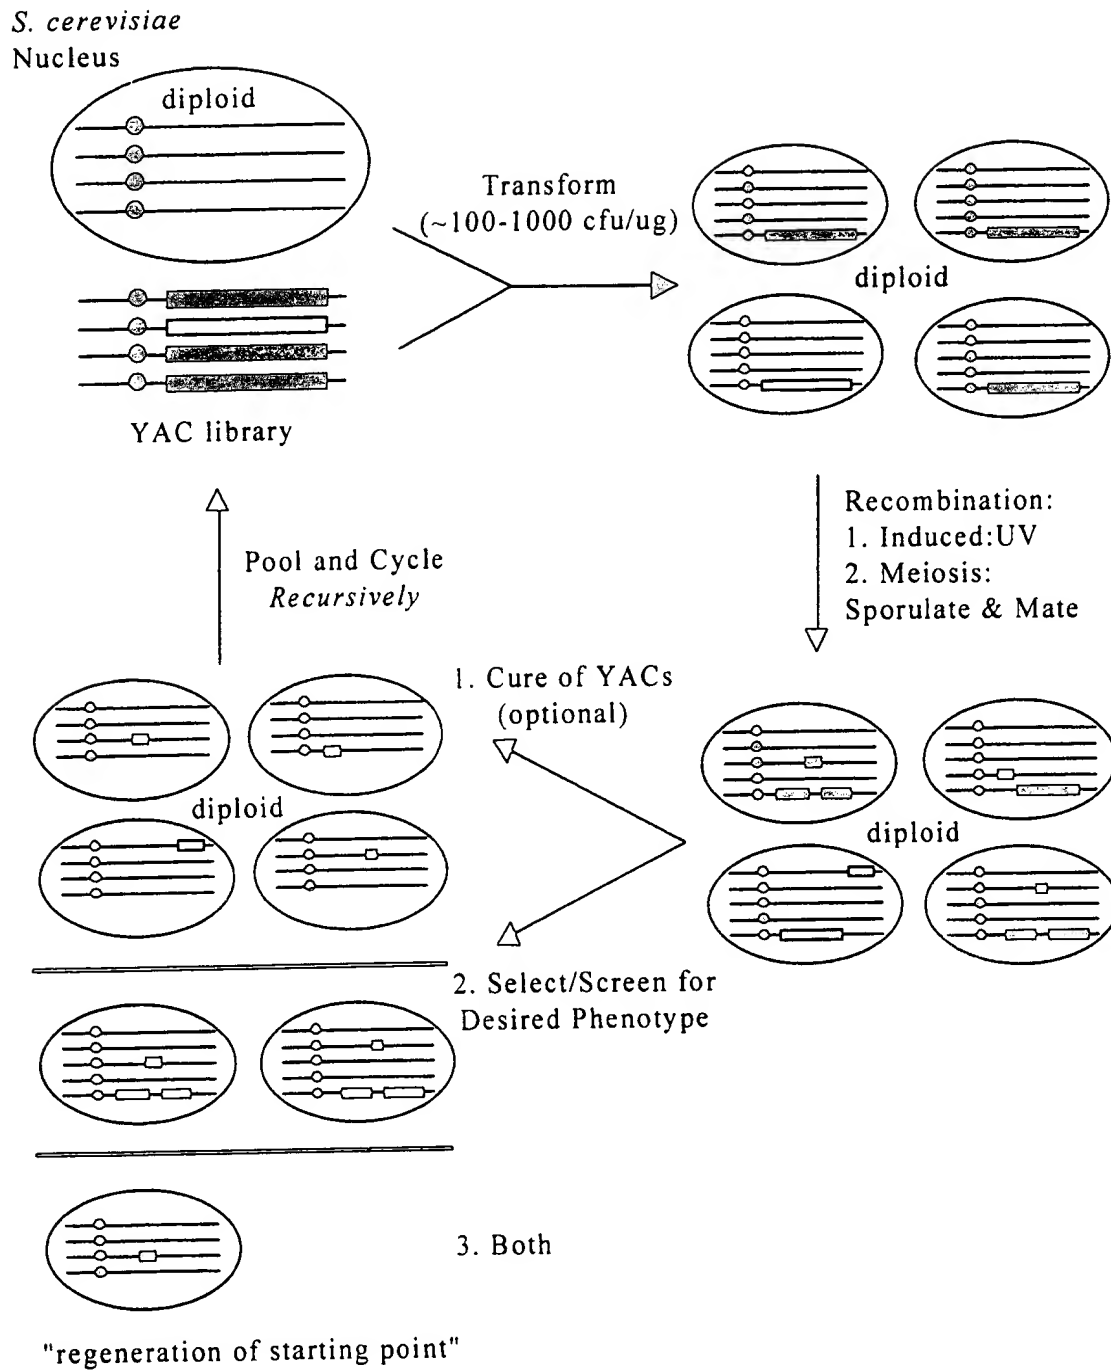 S. cerevisiae
Nucleus
diploid
YAC library
Transform
(~100-1000 cfu/ug)
diploid
Recombination:
1. Induced:UV
2. Meiosis:
Sporulate & Mate
diploid
1. Cure of YACs
(optional)
2. Select/Screen for
Desired Phenotype
3. Both
Pool and Cycle
Recursively
diploid
"regeneration of starting point"